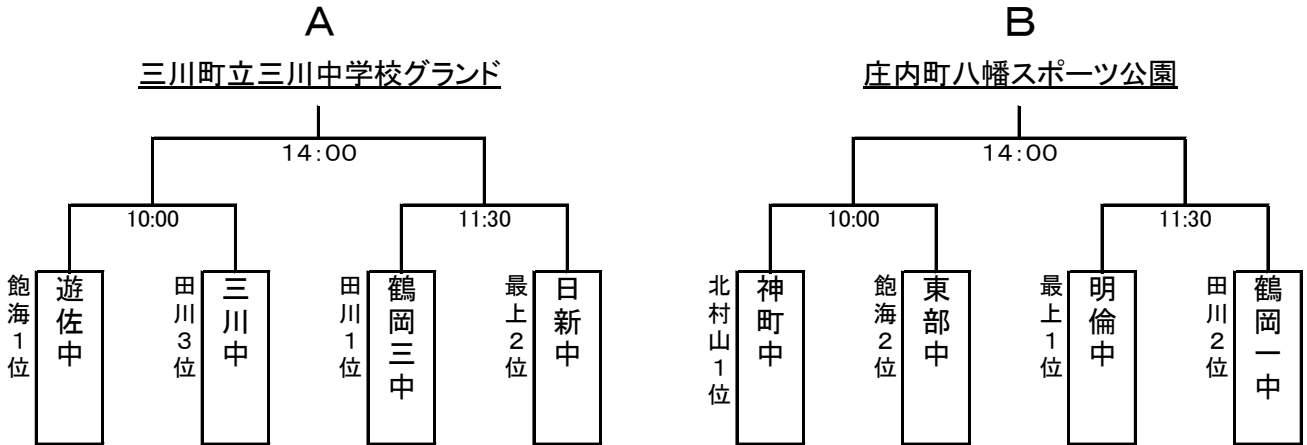 A
三川町立三川中学校グランド
14:00
10:00
11:30
飽海1位
遊佐中
田川3位
三川中
田川1位
鶴岡三中
最上2位
日新中
B
庄内町八幡スポーツ公園
14:00
10:00
11:30
北村山1位
神町中
飽海2位
東部中
最上1位
明倫中
田川2位
鶴岡一中